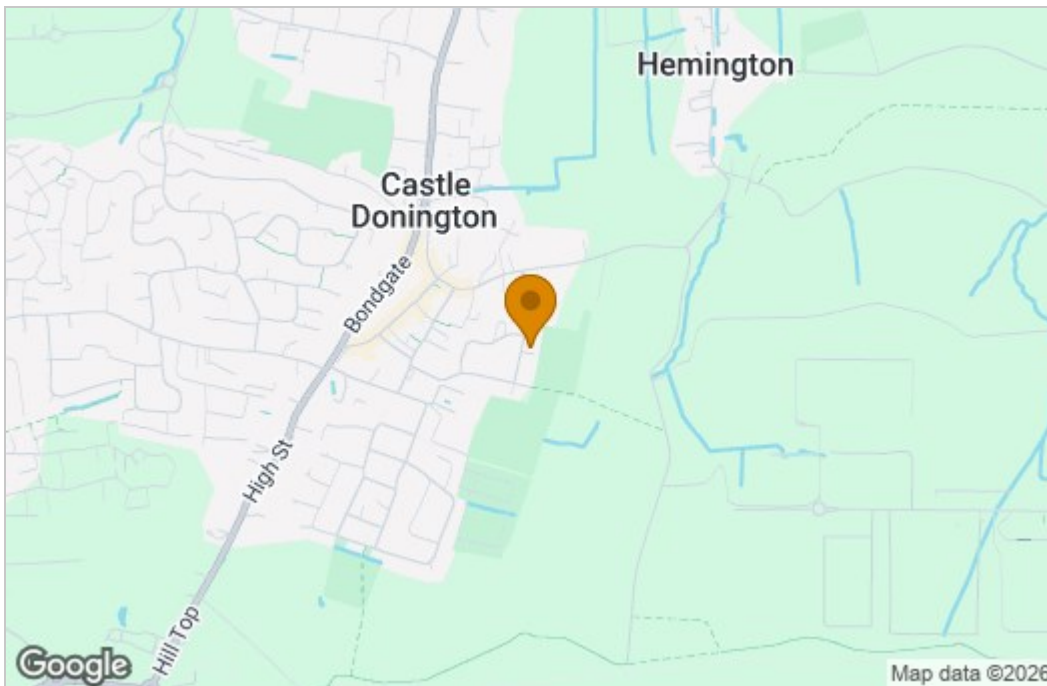 Hemington
Castle
Donington
Bondgate
High St
Hill Top
Google
Map data ©2026